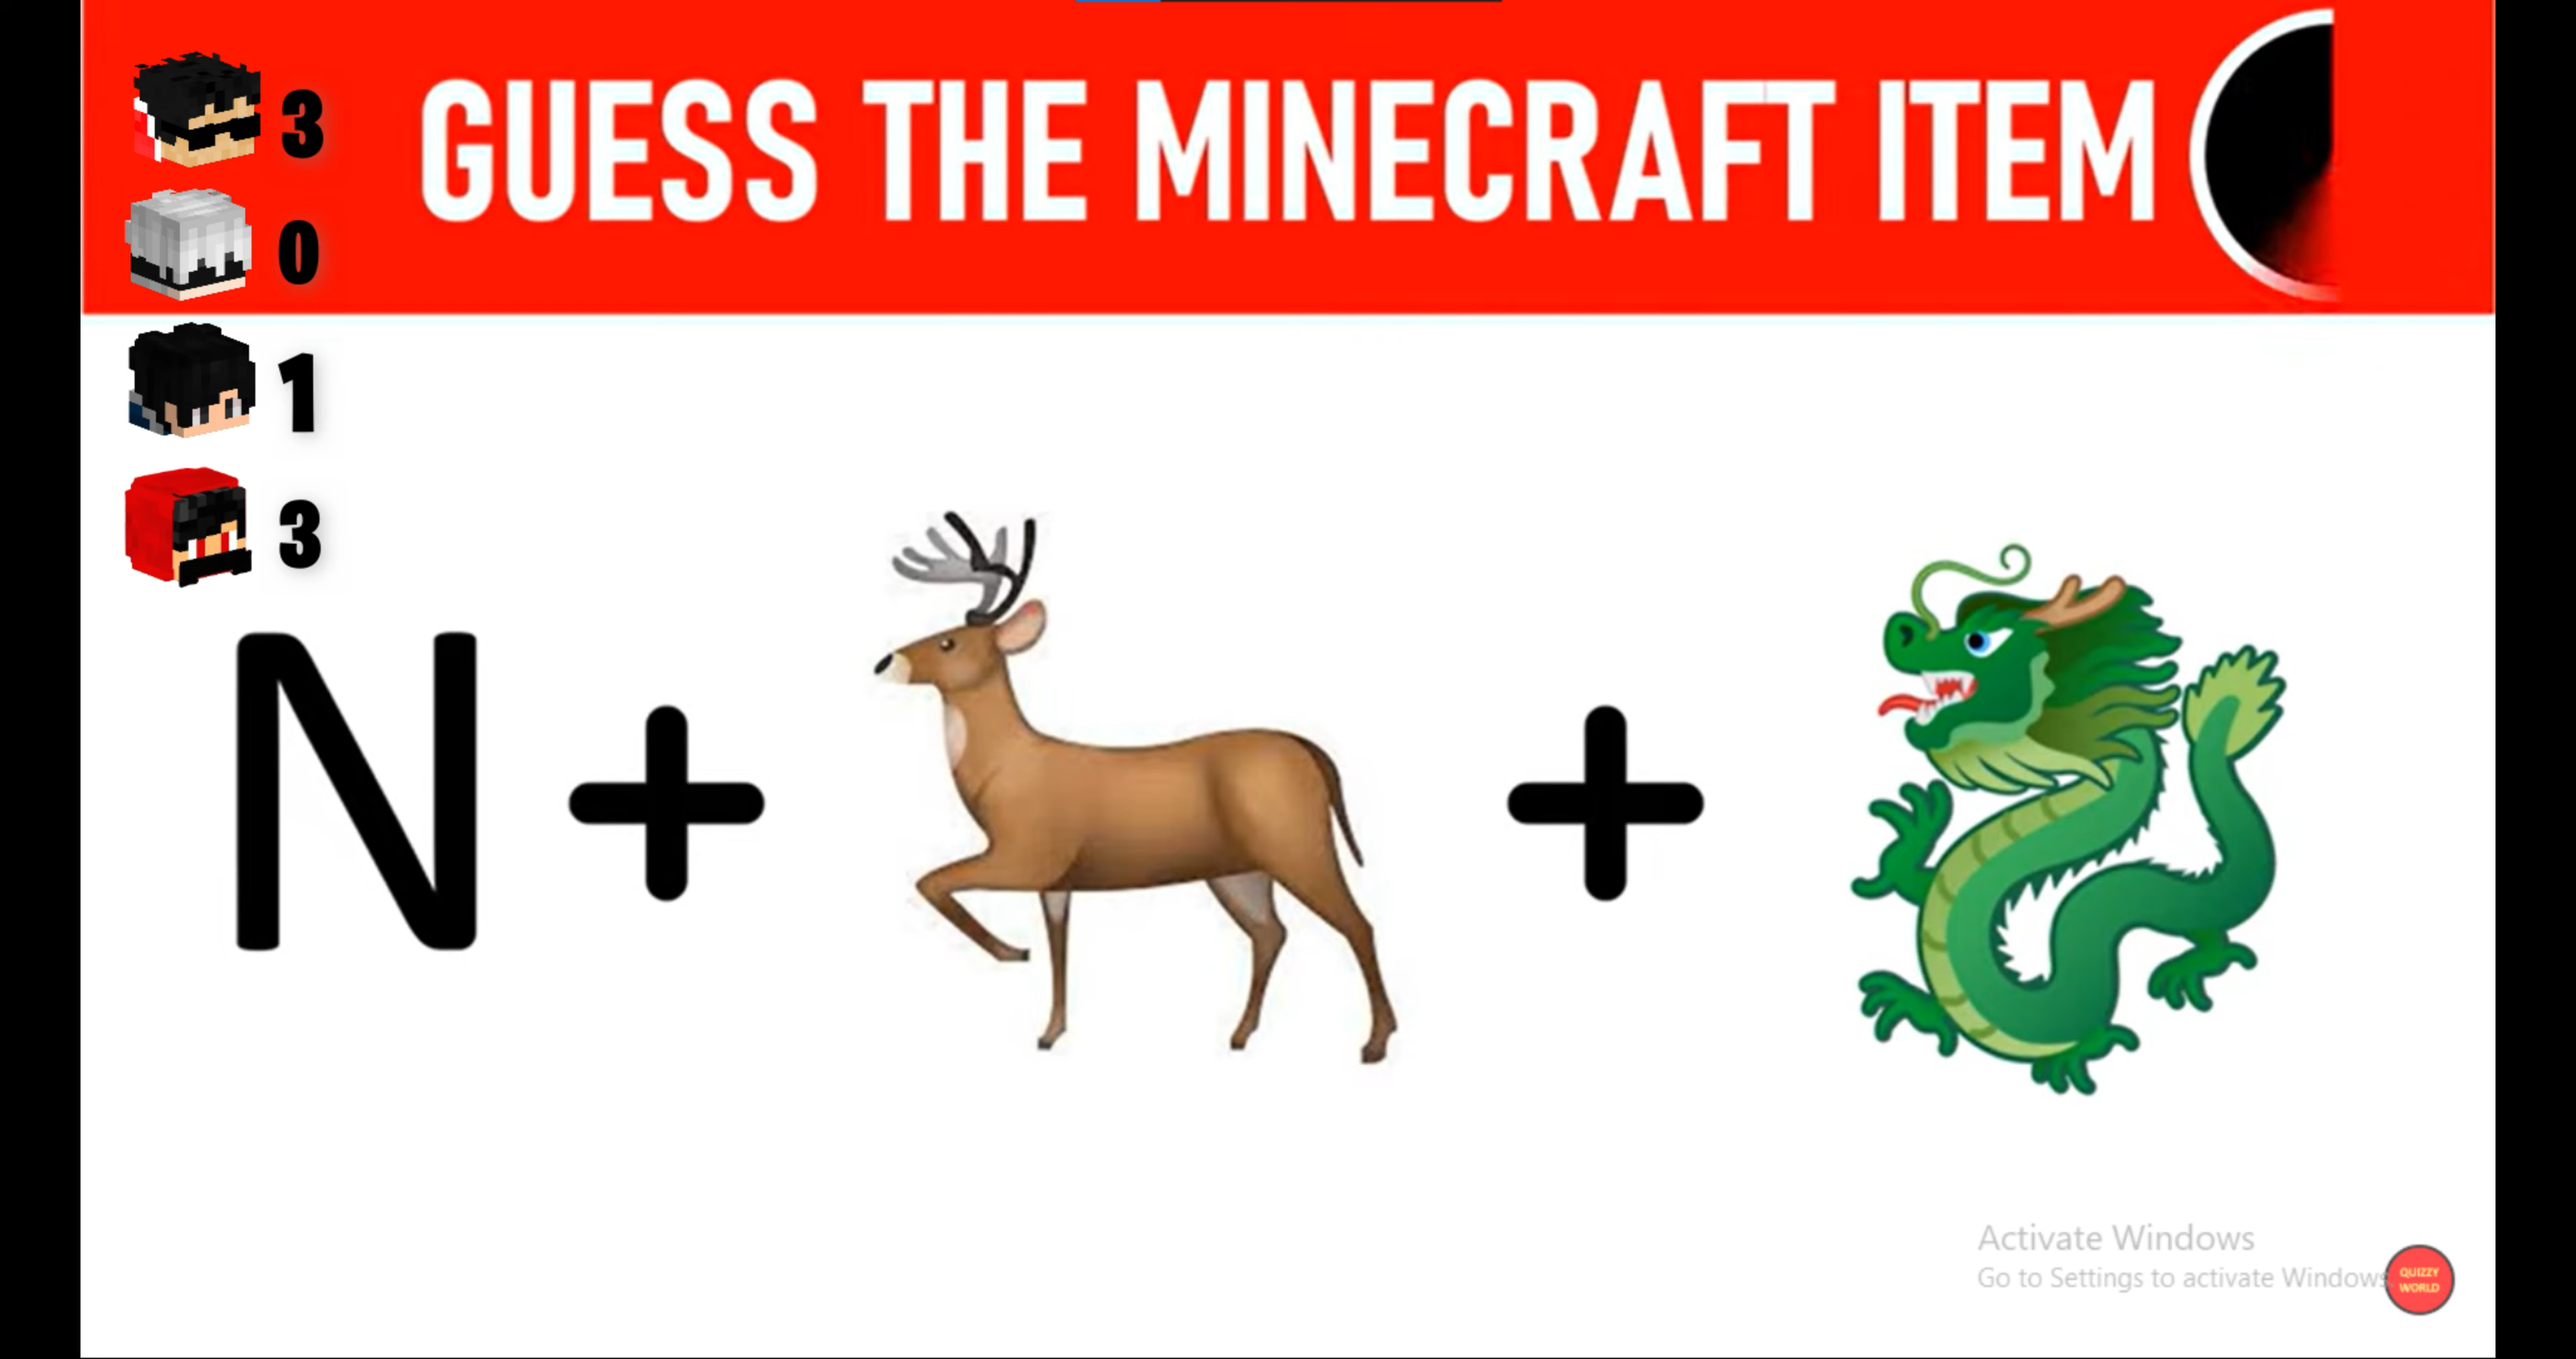 GUESS THE MINECRAFT ITEM
3
0
1
3
N + +
Activate Windows
Go to Settings to activate Windows
QUIZZY
WORLD